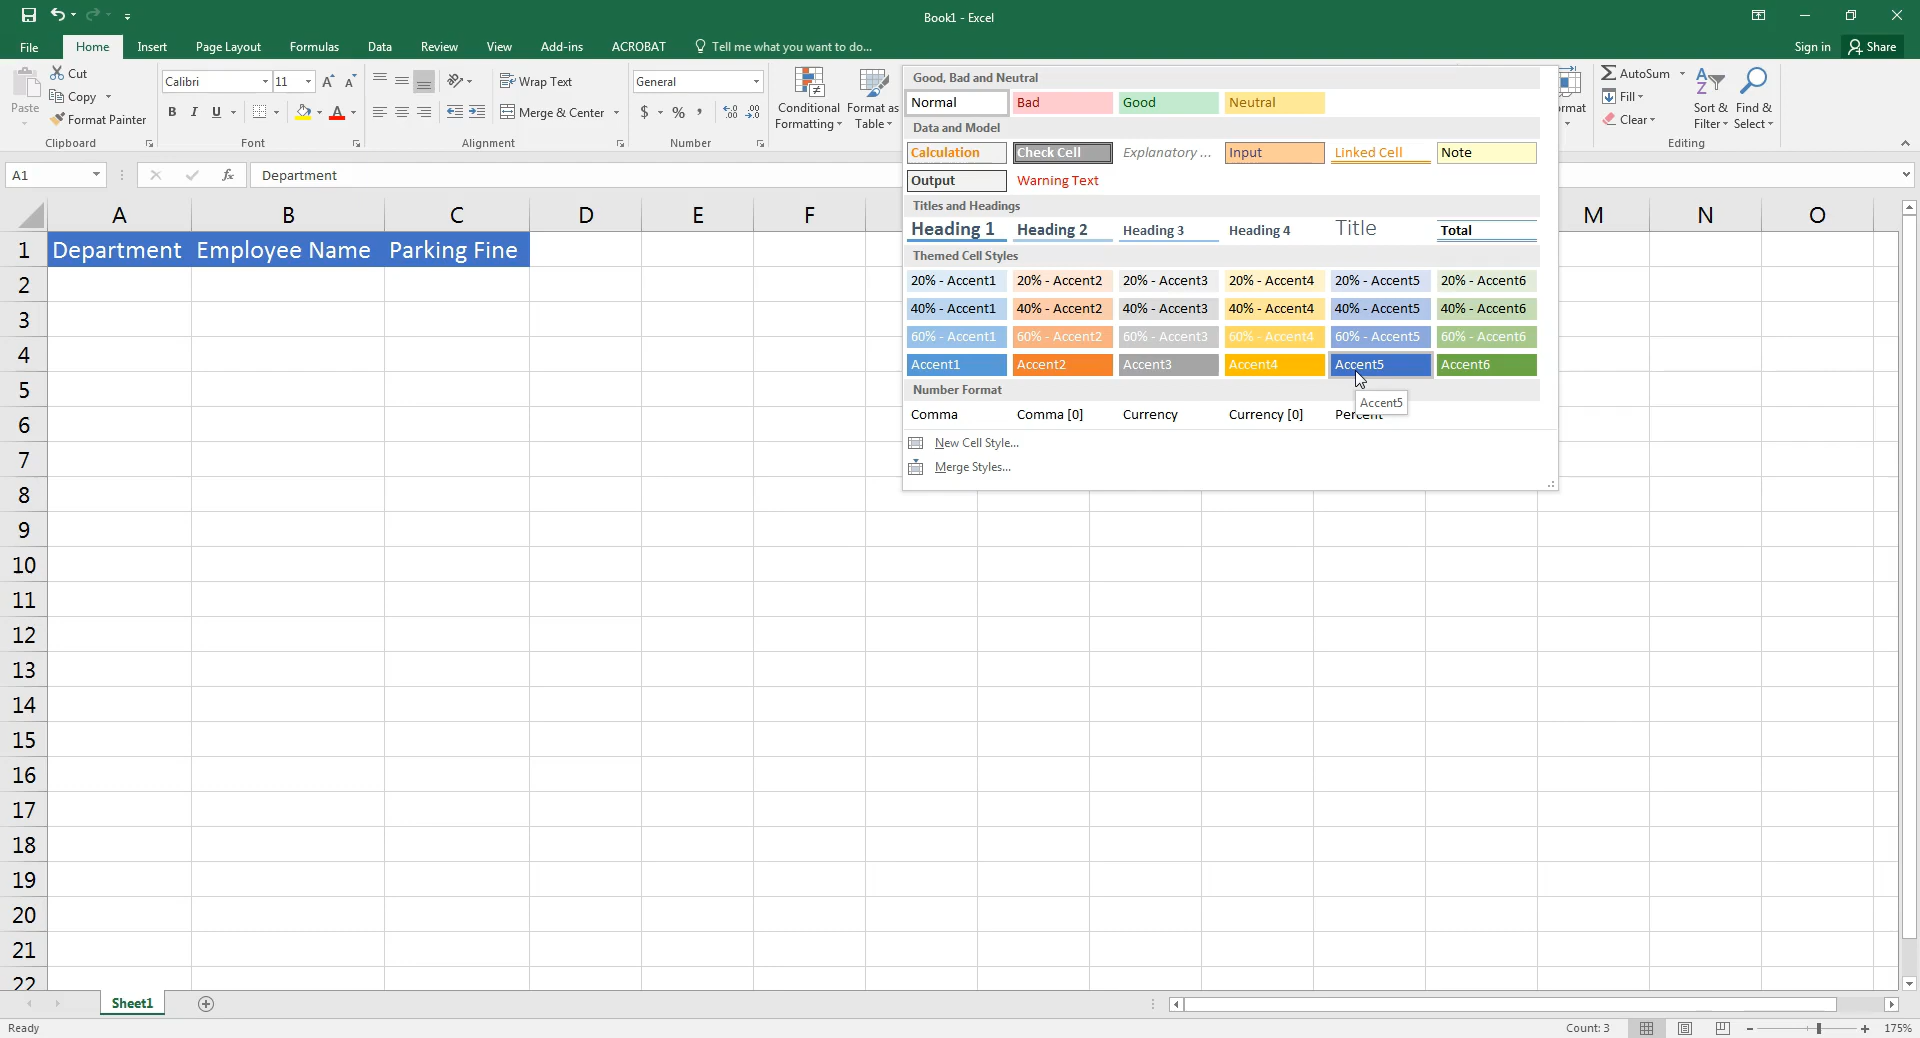 Book1 - Excel
File Home Insert Page Layout Formulas Data Review View Add-ins ACROBAT Tell me what you want to do... Sign in Share
Paste
Cut
Copy
Format Painter
Clipboard
Calibri 11
B I U A
Font
Wrap Text
Merge & Center
Alignment
General
$ % ,
Number
Conditional Formatting
Format as Table
Good, Bad and Neutral
Normal Bad Good Neutral
Data and Model
Calculation Check Cell Explanatory ... Input Linked Cell Note
Output Warning Text
Titles and Headings
Heading 1 Heading 2 Heading 3 Heading 4 Title Total
Themed Cell Styles
20% - Accent1 20% - Accent2 20% - Accent3 20% - Accent4 20% - Accent5 20% - Accent6
40% - Accent1 40% - Accent2 40% - Accent3 40% - Accent4 40% - Accent5 40% - Accent6
60% - Accent1 60% - Accent2 60% - Accent3 60% - Accent4 60% - Accent5 60% - Accent6
Accent1 Accent2 Accent3 Accent4 Accent5 Accent6
Accent5
Number Format
Comma Comma [0] Currency Currency [0] Percent
New Cell Style...
Merge Styles...
AutoSum
Fill
Clear
Sort & Filter
Find & Select
Editing
A1 fx Department
A B C D E F M N O
1 Department Employee Name Parking Fine
2
3
4
5
6
7
8
9
10
11
12
13
14
15
16
17
18
19
20
21
22
Sheet1
Ready Count: 3 175%